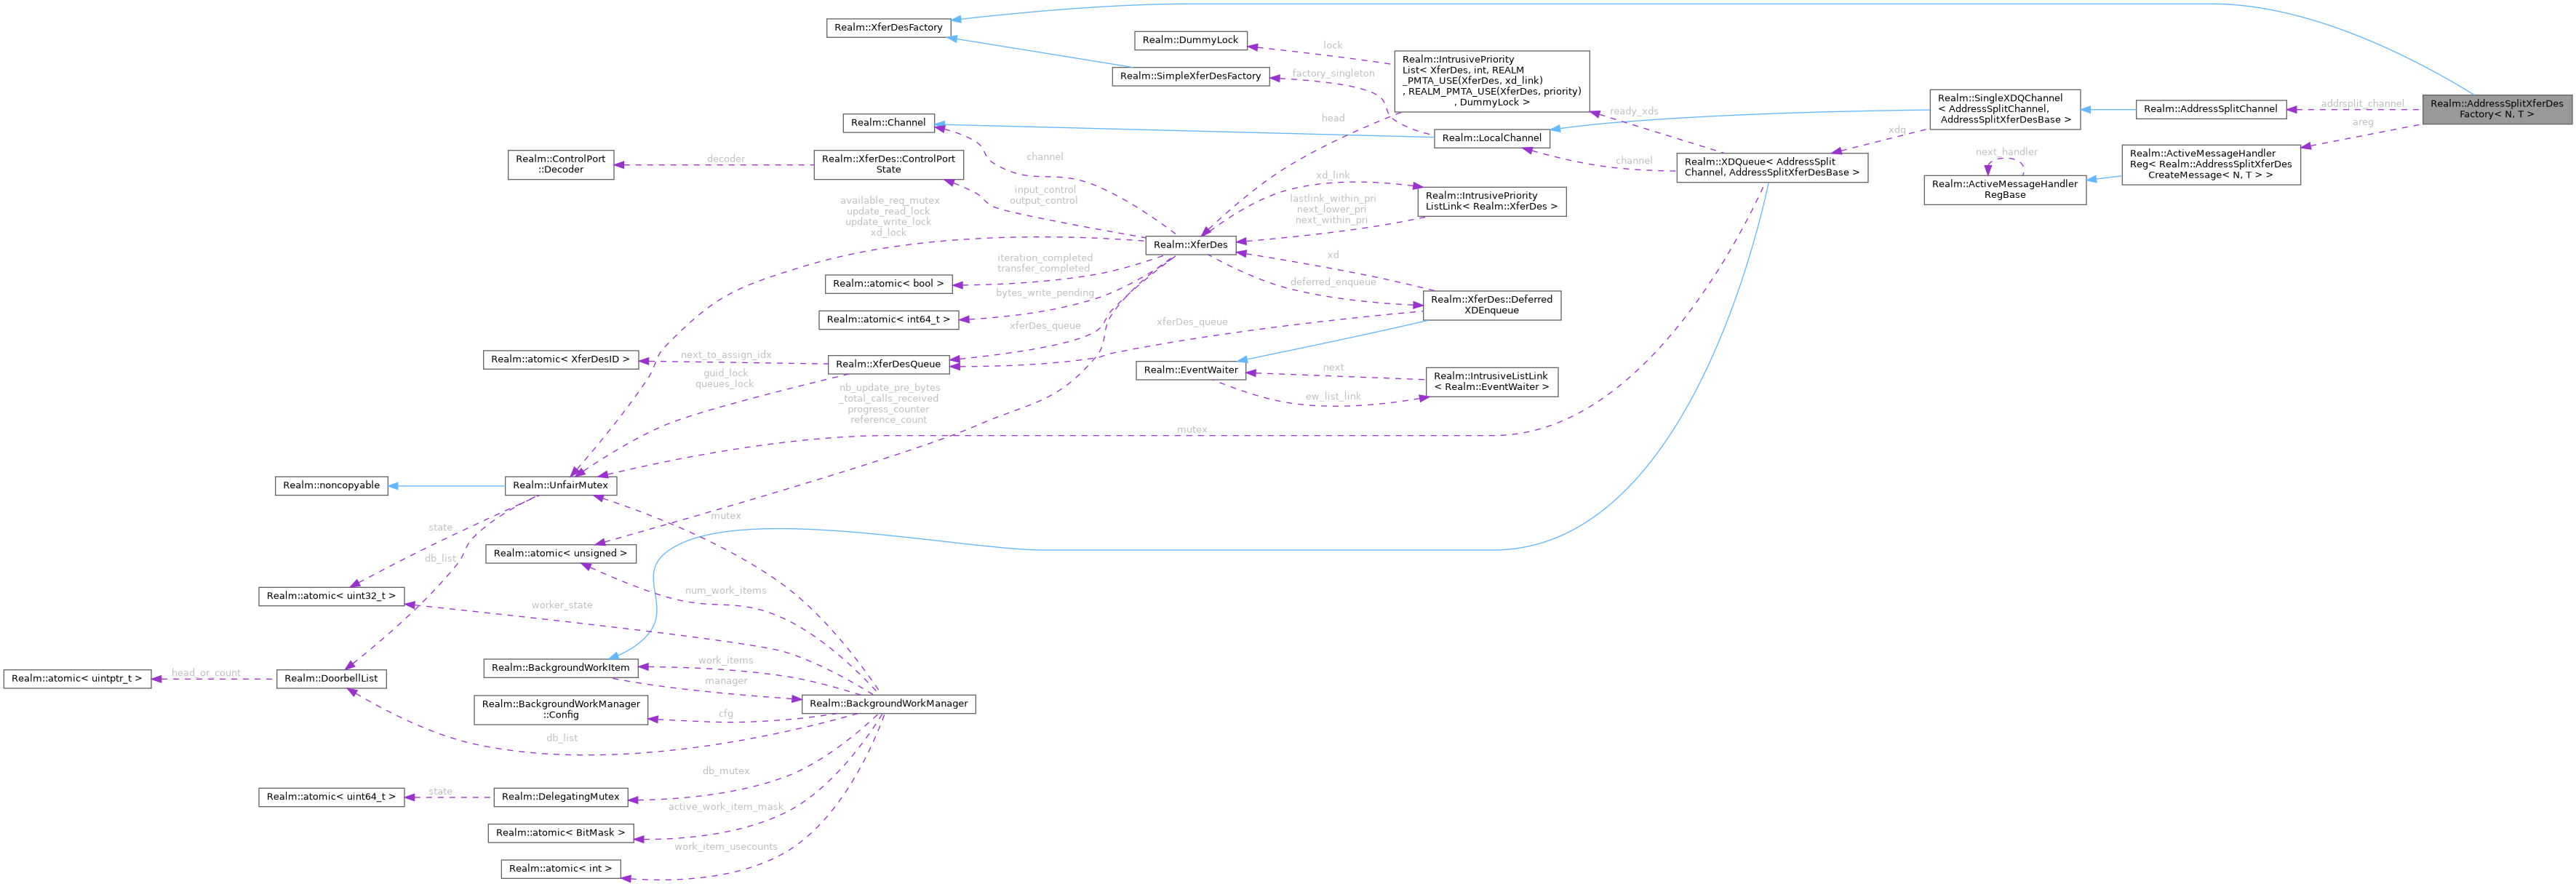 Realm::XferDesFactory
Realm::DummyLock
lock
Realm::SimpleXferDesFactory
factory_singleton
Realm::IntrusivePriority
List< XferDes, int, REALM
_PMTA_USE(XferDes, xd_link)
, REALM_PMTA_USE(XferDes, priority)
, DummyLock >
ready_xds
Realm::SingleXDQChannel
< AddressSplitChannel,
AddressSplitXferDesBase >
Realm::AddressSplitChannel
addrsplit_channel
Realm::AddressSplitXferDes
Factory< N, T >
areg
Realm::Channel
head
Realm::LocalChannel
xdq
Realm::ControlPort
::Decoder
decoder
Realm::XferDes::ControlPort
State
channel
channel
Realm::XDQueue< AddressSplit
Channel, AddressSplitXferDesBase >
next_handler
Realm::ActiveMessageHandler
RegBase
Realm::ActiveMessageHandler
Reg< Realm::AddressSplitXferDes
CreateMessage< N, T > >
input_control
output_control
xd_link
Realm::IntrusivePriority
ListLink< Realm::XferDes >
available_req_mutex
update_read_lock
update_write_lock
xd_lock
lastlink_within_pri
next_lower_pri
next_within_pri
Realm::XferDes
iteration_completed
transfer_completed
xd
Realm::atomic< bool >
bytes_write_pending
deferred_enqueue
Realm::XferDes::Deferred
XDEnqueue
Realm::atomic< int64_t >
xferDes_queue
xferDes_queue
Realm::atomic< XferDesID >
next_to_assign_idx
Realm::XferDesQueue
guid_lock
queues_lock
Realm::EventWaiter
next
Realm::IntrusiveListLink
< Realm::EventWaiter >
ew_list_link
nb_update_pre_bytes
_total_calls_received
progress_counter
reference_count
mutex
Realm::noncopyable
Realm::UnfairMutex
mutex
state
Realm::atomic< unsigned >
db_list
Realm::atomic< uint32_t >
num_work_items
worker_state
Realm::atomic< uintptr_t >
head_or_count
Realm::DoorbellList
Realm::BackgroundWorkItem
work_items
manager
Realm::BackgroundWorkManager
::Config
cfg
Realm::BackgroundWorkManager
db_list
db_mutex
Realm::atomic< uint64_t >
state
Realm::DelegatingMutex
active_work_item_mask
Realm::atomic< BitMask >
work_item_usecounts
Realm::atomic< int >